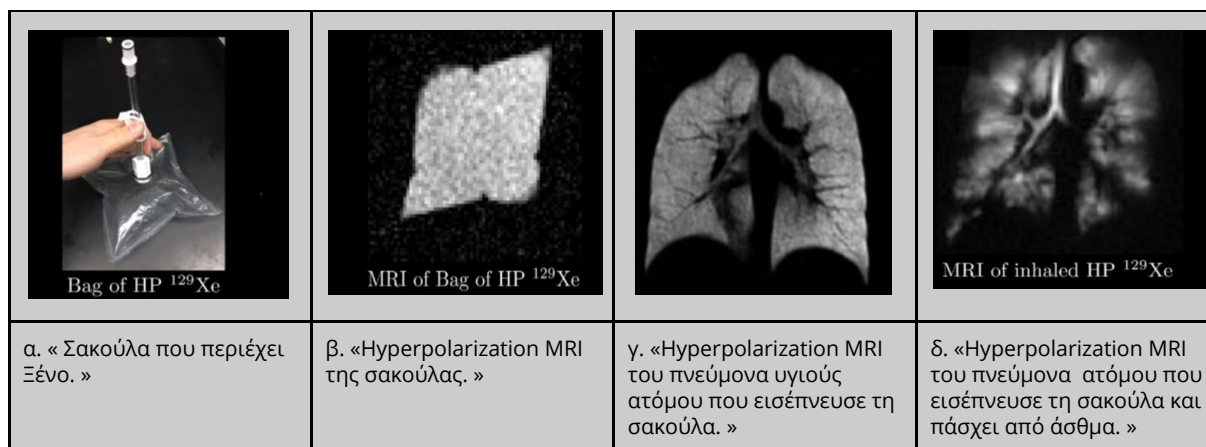 Bag of HP ¹²⁹Xe
MRI of Bag of HP ¹²⁹Xe
MRI of inhaled HP ¹²⁹Xe
α. « Σακούλα που περιέχει
Ξένο. »
β. «Hyperpolarization MRI
της σακούλας. »
γ. «Hyperpolarization MRI
του πνεύμονα υγιούς
ατόμου που εισέπνευσε τη
σακούλα. »
δ. «Hyperpolarization MRI
του πνεύμονα ατόμου που
εισέπνευσε τη σακούλα και
πάσχει από άσθμα. »